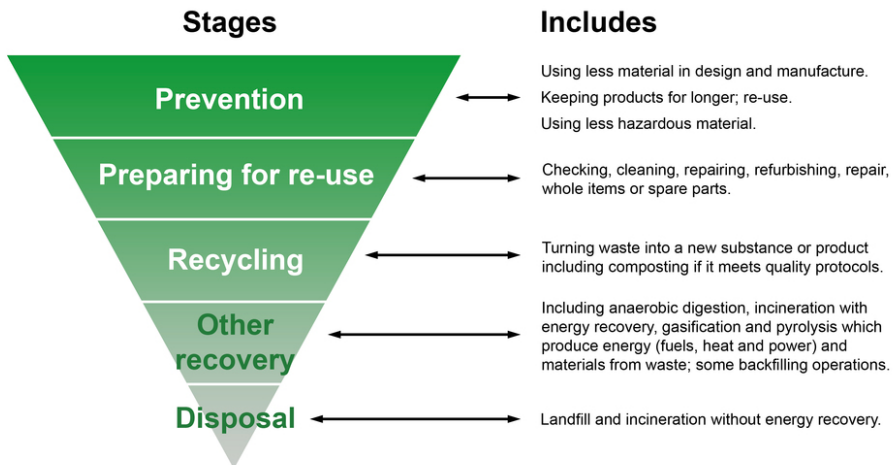 Stages
Includes
Prevention
Using less material in design and manufacture.
Keeping products for longer; re-use.
Using less hazardous material.
Preparing for re-use
Checking, cleaning, repairing, refurbishing, repair,
whole items or spare parts.
Recycling
Turning waste into a new substance or product
including composting if it meets quality protocols.
Other
recovery
Including anaerobic digestion, incineration with
energy recovery, gasification and pyrolysis which
produce energy (fuels, heat and power) and
materials from waste; some backfilling operations.
Disposal
Landfill and incineration without energy recovery.